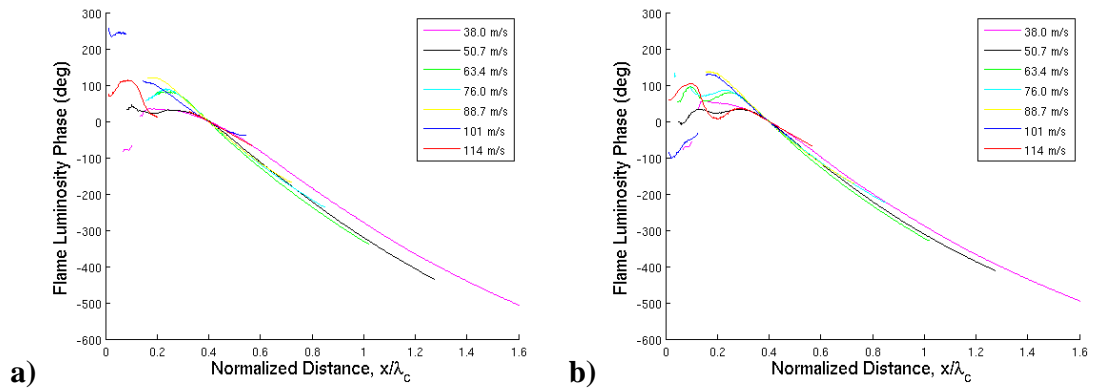 300
200
100
0
-100
-200
-300
-400
-500
-600
Flame Luminosity Phase (deg)
0
0.2
0.4
0.6
0.8
1
1.2
1.4
1.6
Normalized Distance, x/λc
38.0 m/s
50.7 m/s
63.4 m/s
76.0 m/s
88.7 m/s
101 m/s
114 m/s
a)
300
200
100
0
-100
-200
-300
-400
-500
-600
Flame Luminosity Phase (deg)
0
0.2
0.4
0.6
0.8
1
1.2
1.4
1.6
Normalized Distance, x/λc
38.0 m/s
50.7 m/s
63.4 m/s
76.0 m/s
88.7 m/s
101 m/s
114 m/s
b)